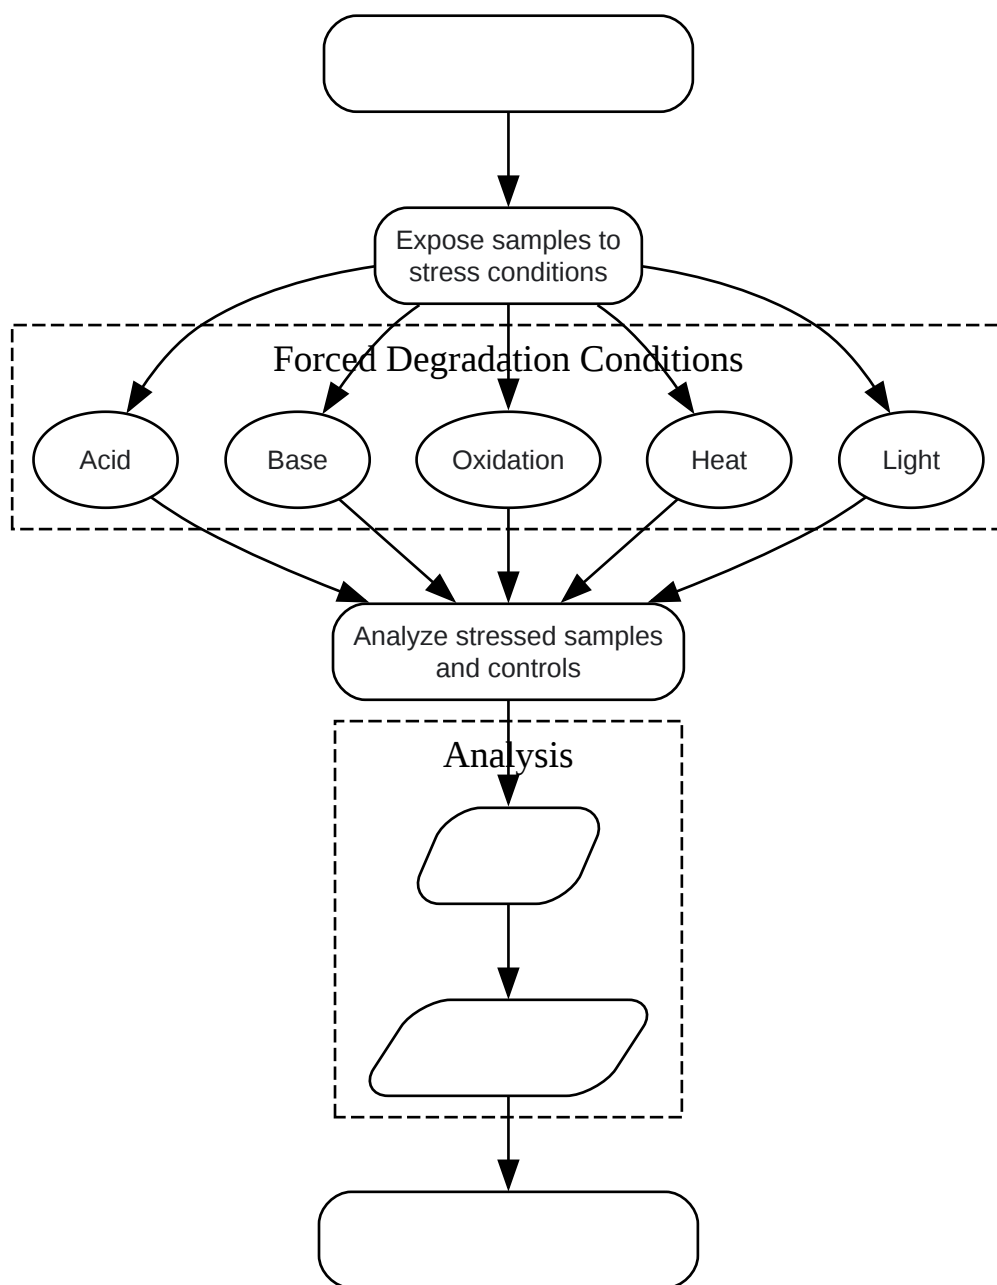 Expose samples to
stress conditions
Forced Degradation Conditions
Acid
Base
Oxidation
Heat
Light
Analyze stressed samples
and controls
Analysis